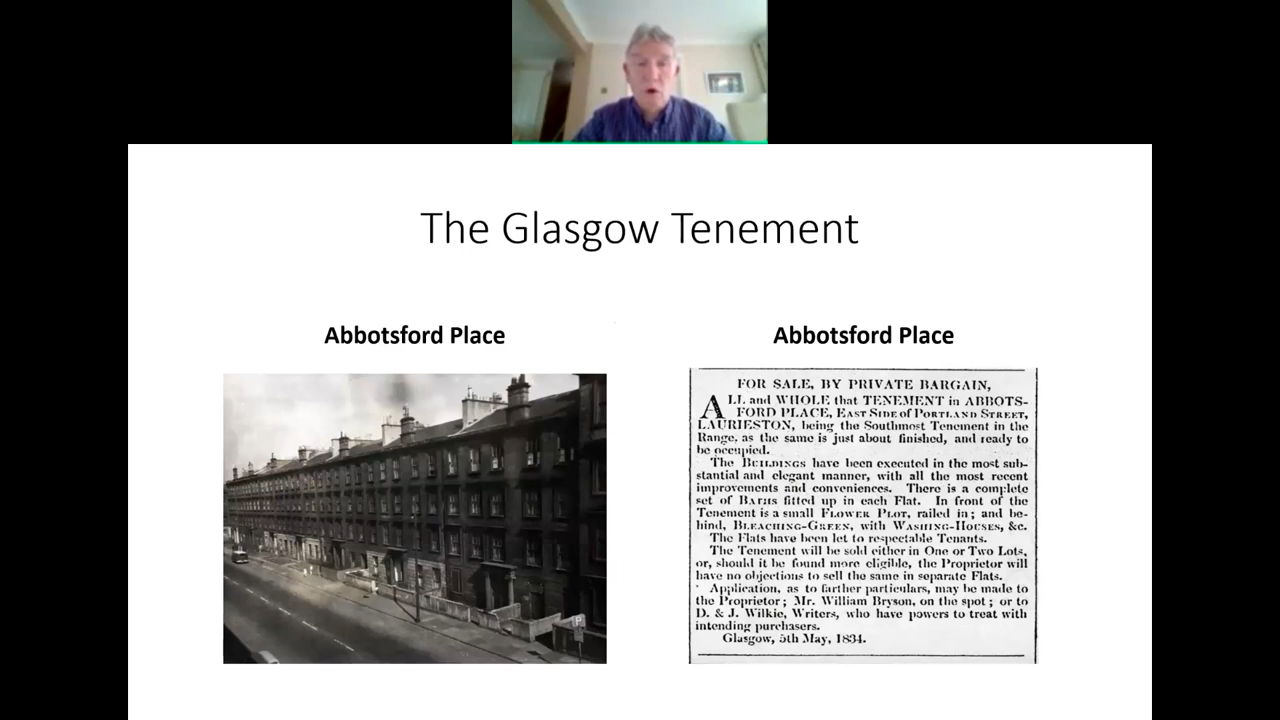 The Glasgow Tenement
Abbotsford Place
Abbotsford Place
FOR SALE, BY PRIVATE BARGAIN,
ALL and WHOLE that TENEMENT in ABBOTS-
FORD PLACE, EAST SIDE of PORTLAND STREET,
LAURIESTON, being the Southmost Tenement in the
Range, as the same is just about finished, and ready to
be occupied.
The BUILDINGS have been executed in the most sub-
stantial and elegant manner, with all the most recent
improvements and conveniences. There is a complete
set of BATHS fitted up in each Flat. In front of the
Tenement is a small FLOWER PLOT, railed in; and be-
hind, BLEACHING-GREEN, with WASHING-HOUSES, &c.
The Flats have been let to respectable Tenants.
The Tenement will be sold either in One or Two Lots,
or, should it be found more eligible, the Proprietor will
have no objections to sell the same in separate Flats.
Application, as to farther particulars, may be made to
the Proprietor; Mr. William Bryson, on the spot; or to
D. & J. Wilkie, Writers, who have powers to treat with
intending purchasers.
Glasgow, 5th May, 1834.